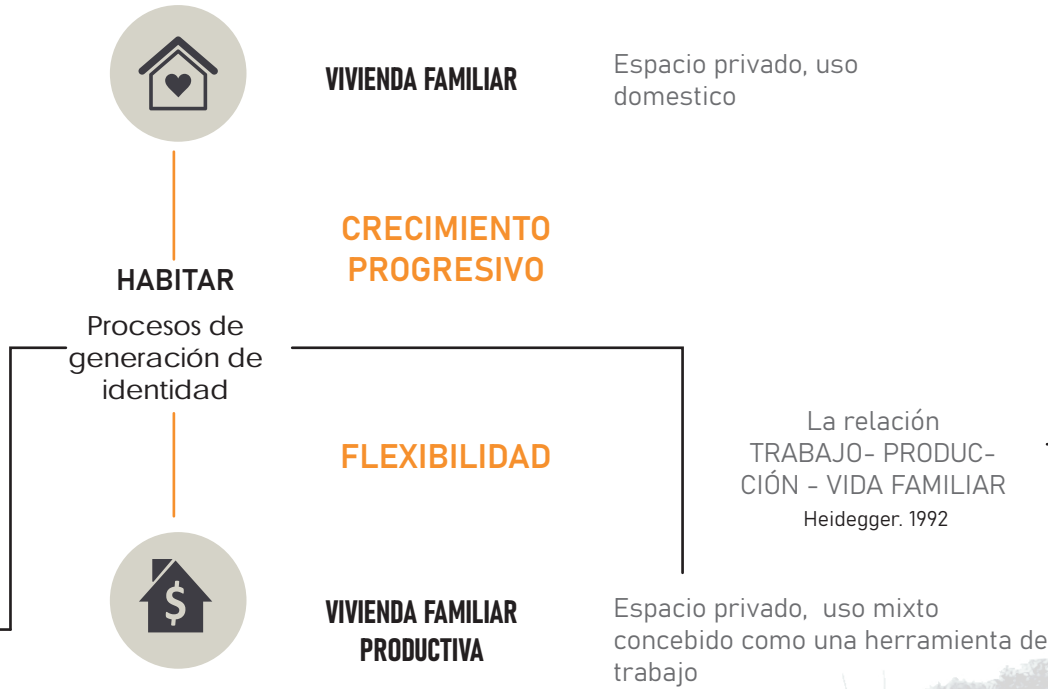 VIVIENDA FAMILIAR
Espacio privado, uso
domestico
CRECIMIENTO
PROGRESIVO
HABITAR
Procesos de
generación de
identidad
FLEXIBILIDAD
La relación
TRABAJO- PRODUC-
CIÓN - VIDA FAMILIAR
Heidegger. 1992
$
VIVIENDA FAMILIAR
PRODUCTIVA
Espacio privado, uso mixto
concebido como una herramienta de
trabajo